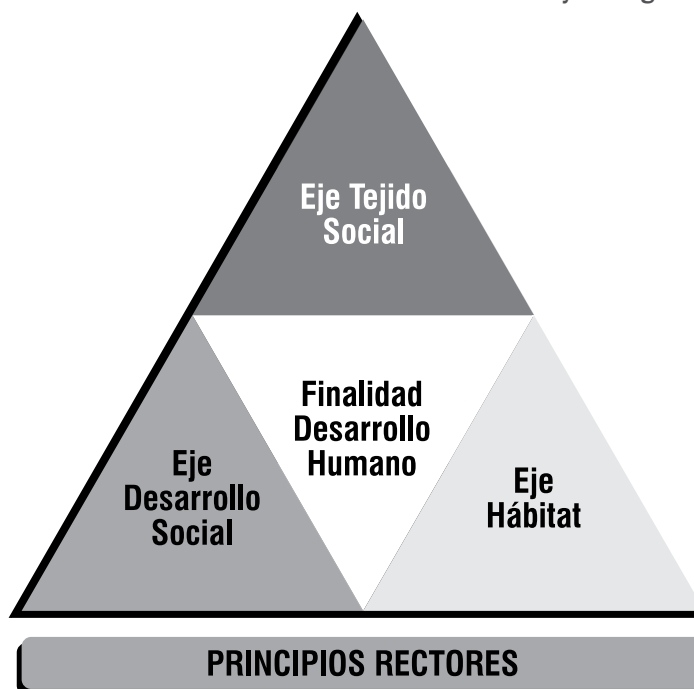 Eje Tejido
Social
Finalidad
Desarrollo
Humano
Eje
Desarrollo
Social
Eje
Hábitat
PRINCIPIOS RECTORES